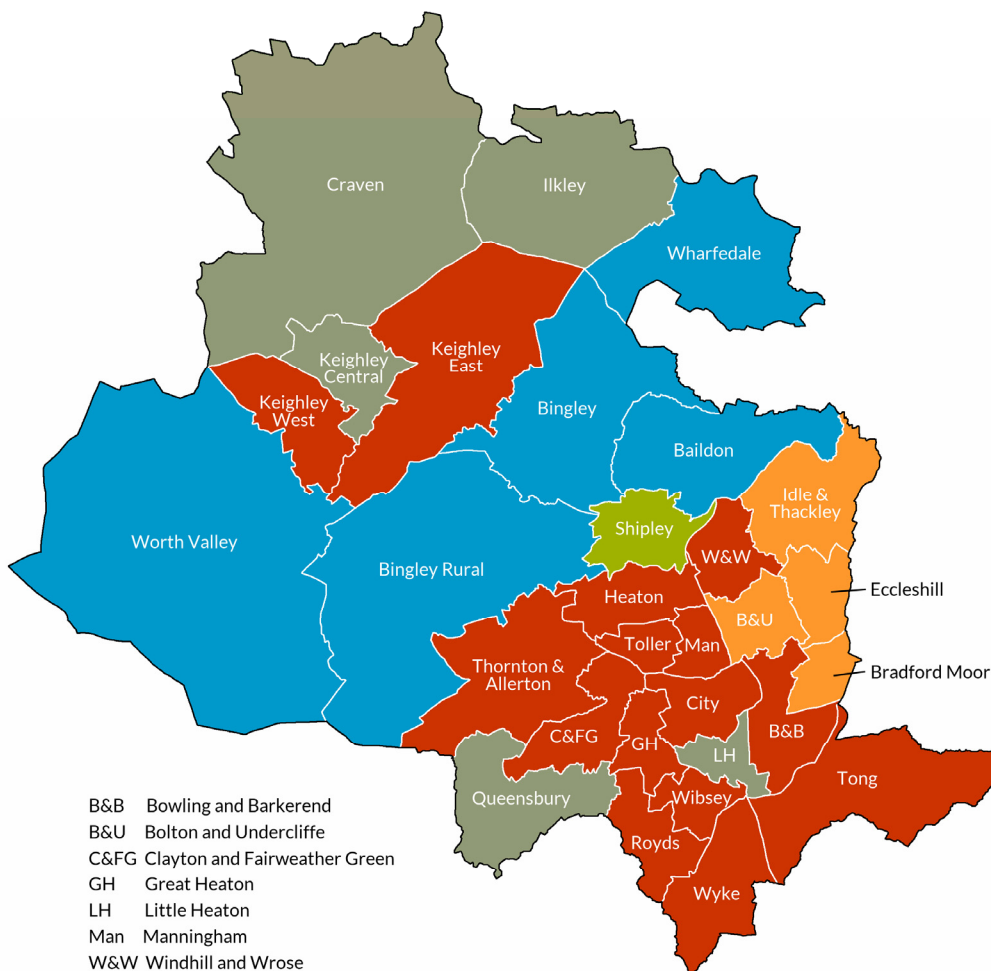 Craven
Ilkley
Wharfedale
Keighley
Central
Keighley
East
Keighley
West
Bingley
Baildon
Idle &
Thackley
Shipley
Worth Valley
Bingley Rural
W&W
Eccleshill
Heaton
B&U
Toller
Man
Thornton &
Allerton
Bradford Moor
City
C&FG
GH
LH
B&B
Tong
Queensbury
Wibsey
Royds
Wyke
B&B Bowling and Barkerend
B&U Bolton and Undercliffe
C&FG Clayton and Fairweather Green
GH Great Heaton
LH Little Heaton
Man Manningham
W&W Windhill and Wrose